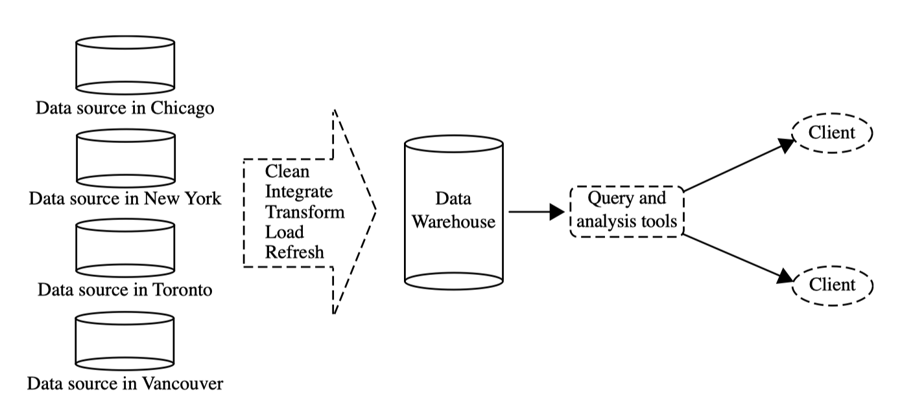 Data source in Chicago
Data source in New York
Data source in Toronto
Data source in Vancouver
Clean
Integrate
Transform
Load
Refresh
Data
Warehouse
Query and
analysis tools
Client
Client